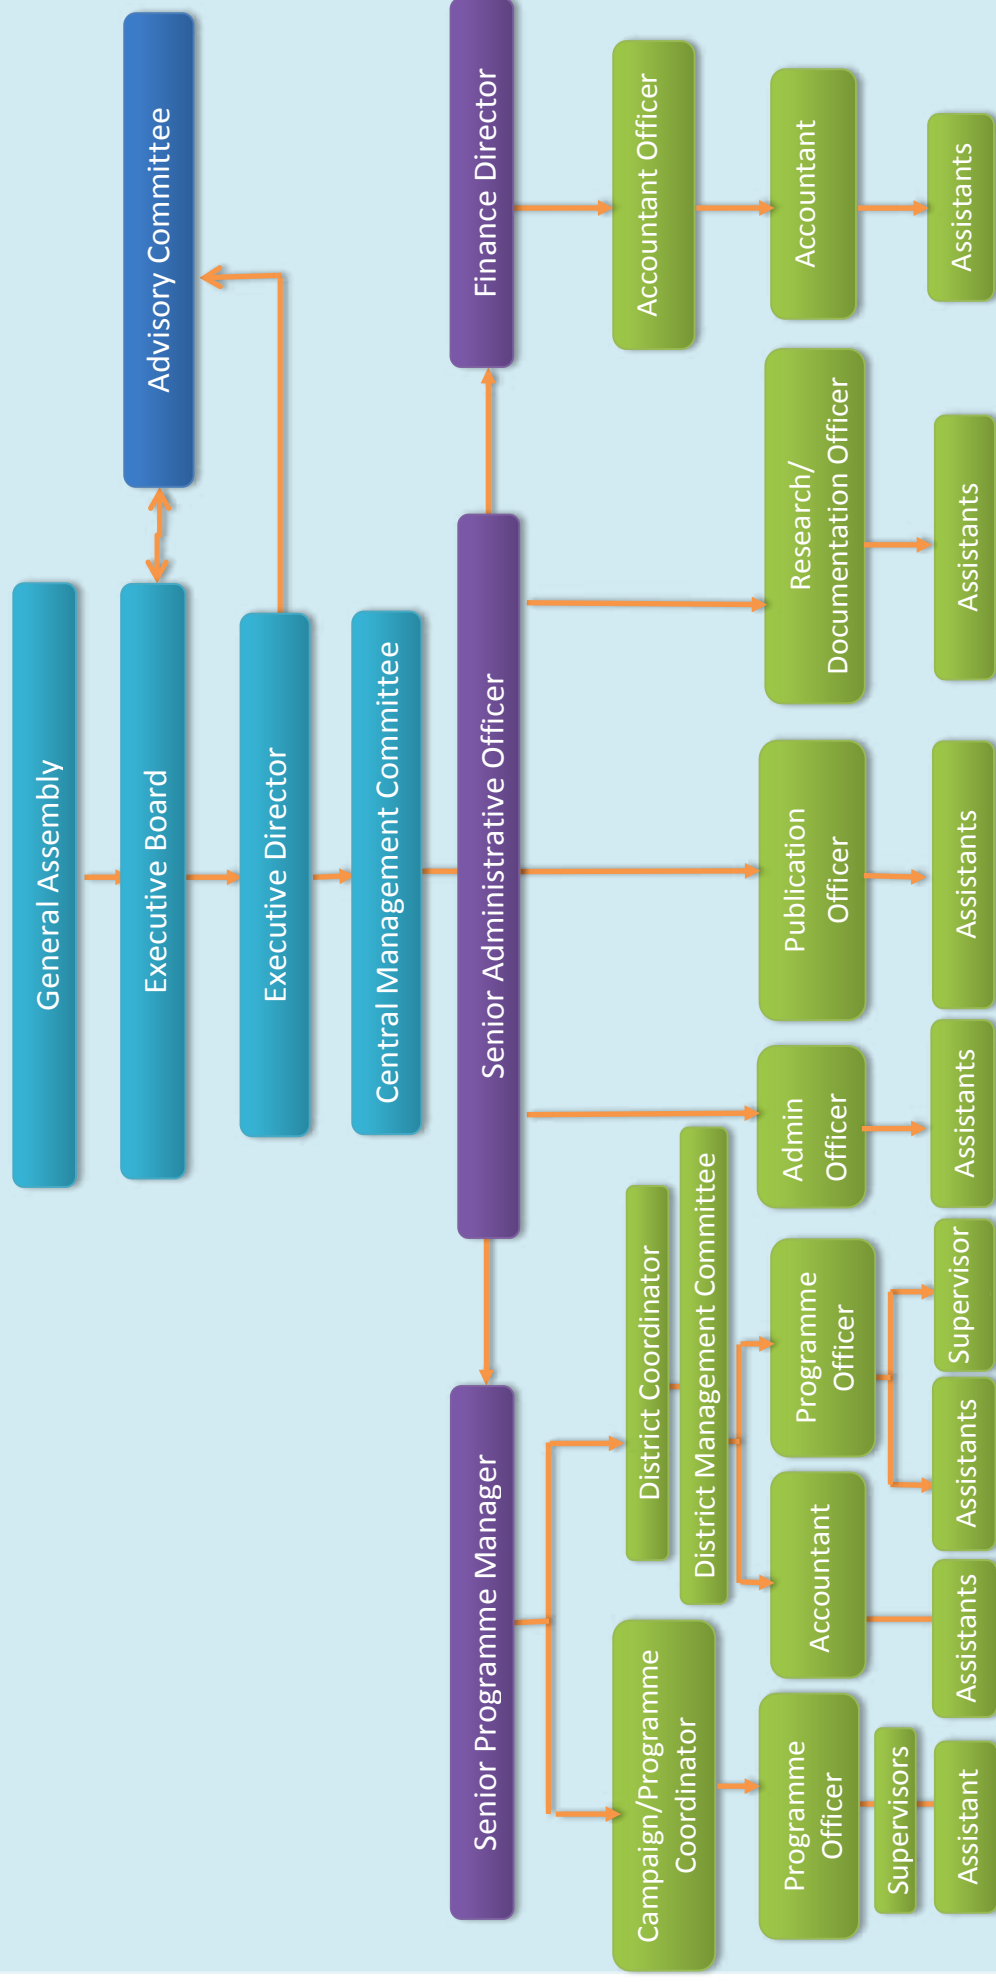 General Assembly
Executive Board
Advisory Committee
Executive Director
Central Management Committee
Senior Programme Manager
Senior Administrative Officer
Finance Director
Campaign/Programme
Coordinator
District Coordinator
District Management Committee
Accountant Officer
Programme
Officer
Accountant
Programme
Officer
Admin
Officer
Publication
Officer
Research/
Documentation Officer
Accountant
Supervisors
Assistant
Assistants
Assistants
Supervisor
Assistants
Assistants
Assistants
Assistants